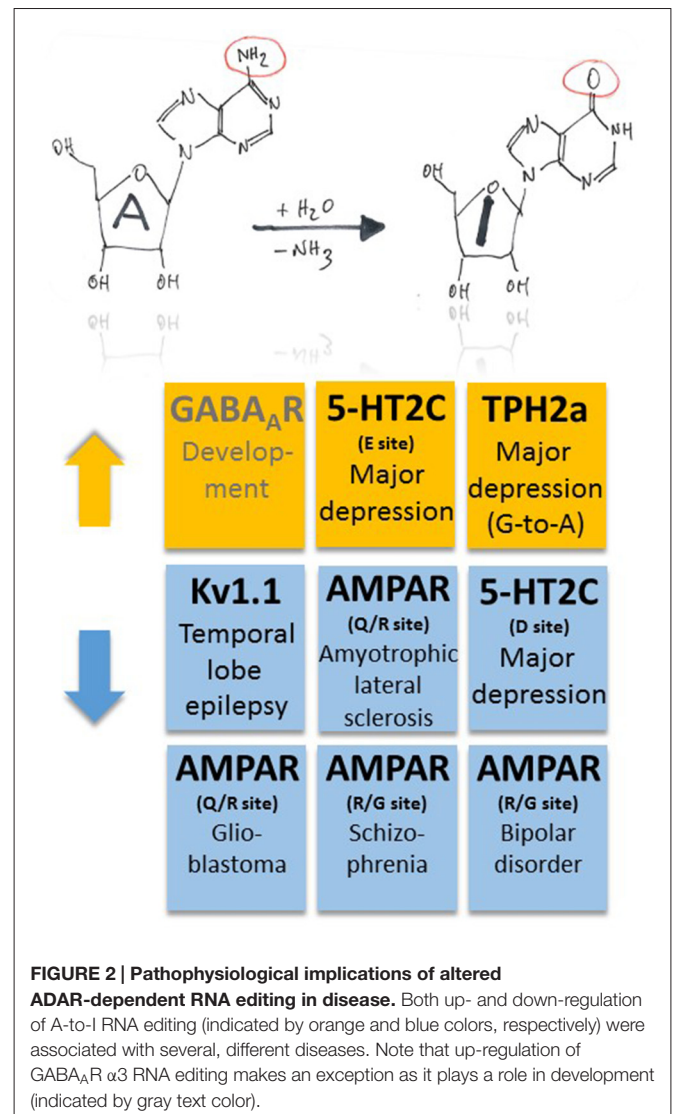 NH2
O
N
N
N
N
N
NH
N
N
OH
O
A
+ H2O
- NH3
OH
O
I
OH
OH
OH
OH
OH
OH
OH
OH
- NH3
GABAAR
Develop-
ment
5-HT2C
(E site)
Major
depression
TPH2a
Major
depression
(G-to-A)
Kv1.1
Temporal
lobe
epilepsy
AMPAR
(Q/R site)
Amyotrophic
lateral
sclerosis
5-HT2C
(D site)
Major
depression
AMPAR
(Q/R site)
Glio-
blastoma
AMPAR
(R/G site)
Schizo-
phrenia
AMPAR
(R/G site)
Bipolar
disorder
FIGURE 2 | Pathophysiological implications of altered
ADAR-dependent RNA editing in disease. Both up- and down-regulation
of A-to-I RNA editing (indicated by orange and blue colors, respectively) were
associated with several, different diseases. Note that up-regulation of
GABAAR α3 RNA editing makes an exception as it plays a role in development
(indicated by gray text color).